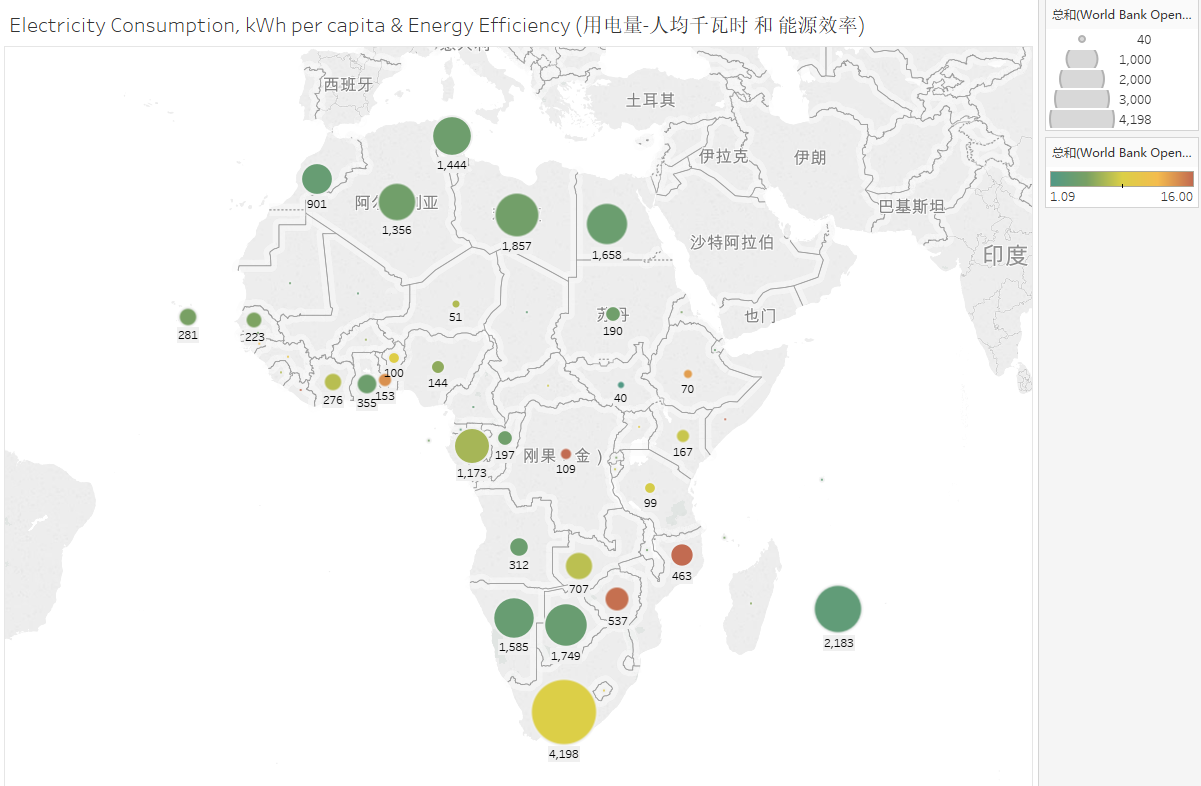 Electricity Consumption, kWh per capita & Energy Efficiency (用电量-人均千瓦时 和 能源效率)
总和(World Bank Open...
40
1,000
2,000
3,000
4,198
总和(World Bank Open...
1.09 16.00
西班牙
土耳其
1,444
伊拉克
伊朗
901
1,356
巴基斯坦
1,857
1,658
沙特阿拉伯
印度
51
281
223
190
也门
276
355
153
100
144
40
70
1,173
197
刚果
金 )
109
167
99
312
707
463
537
1,585
1,749
2,183
4,198